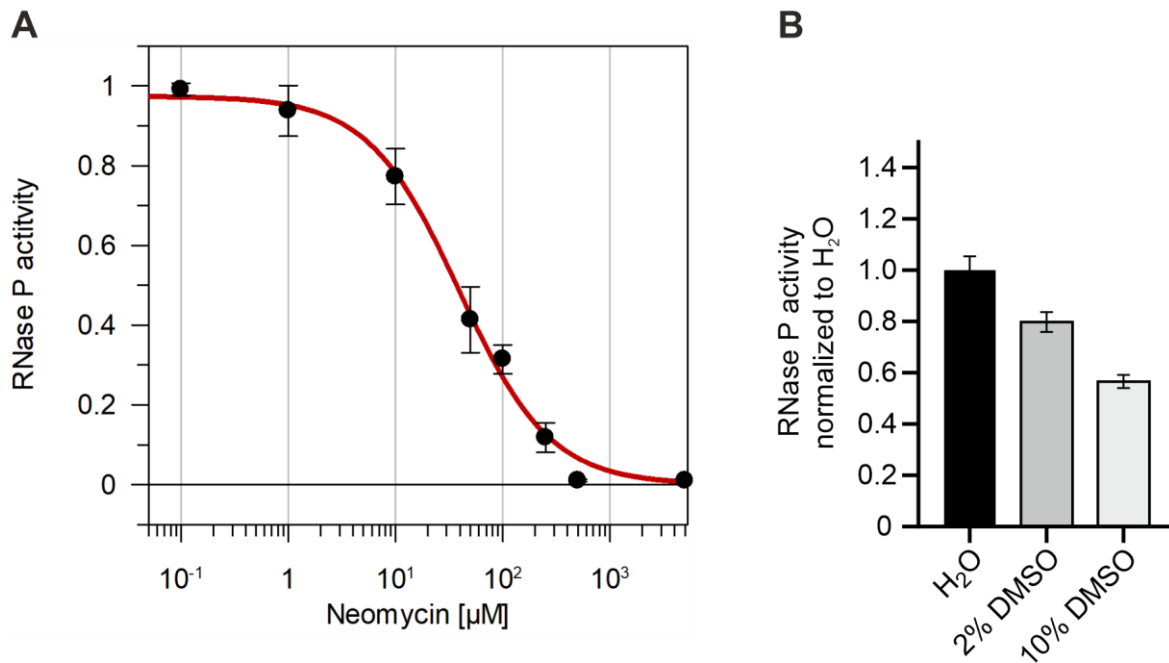 A
RNase P actitvity
1
0.8
0.6
0.4
0.2
0
10⁻¹
1
10¹
10²
10³
Neomycin [µM]
B
RNase P activity
normalized to H₂O
1.4
1.2
1.0
0.8
0.6
0.4
0.2
0
H₂O
2% DMSO
10% DMSO